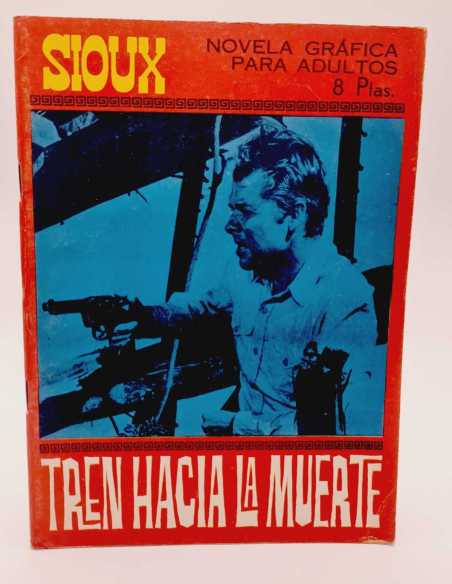 SIOUX
NOVELA GRÁFICA
PARA ADULTOS
8 Ptas.
TREN HACIA LA MUERTE